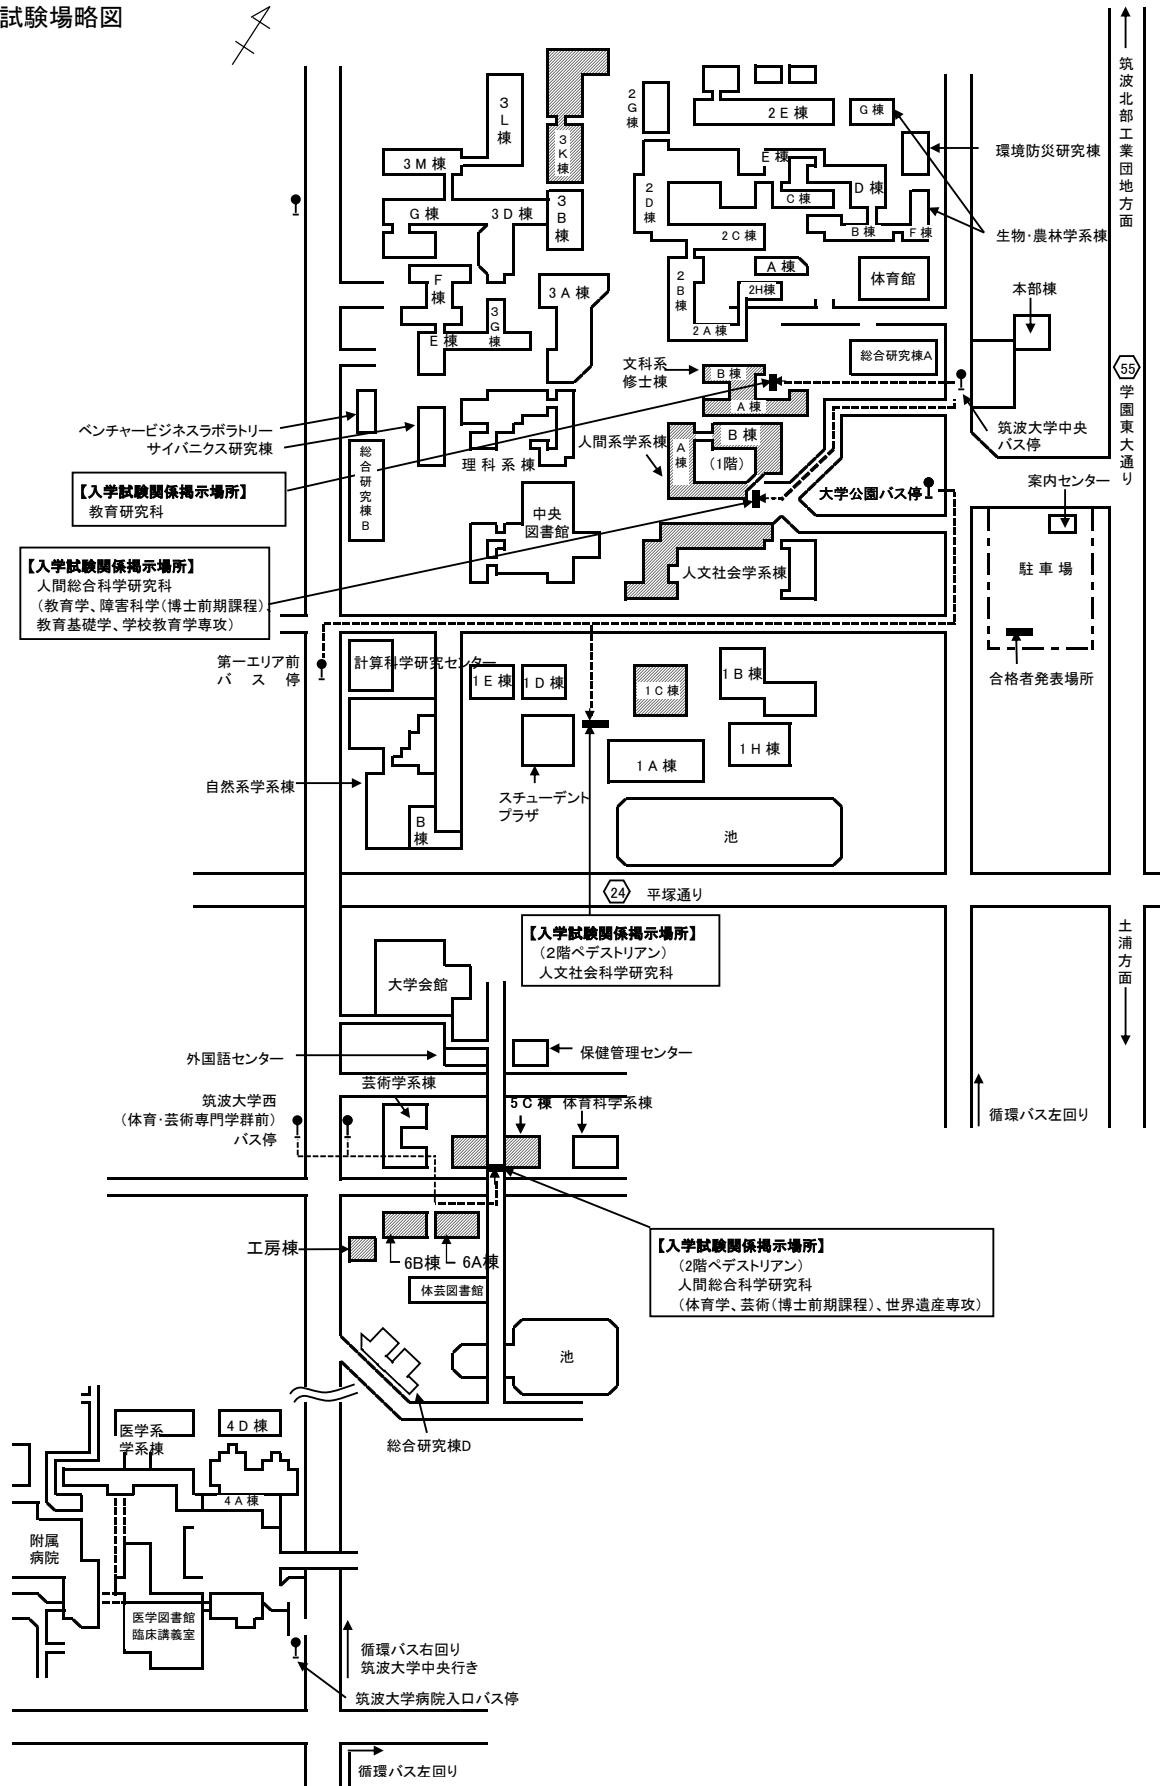 試験場略図
筑波北部工業団地方面
3L棟
3K棟
2G棟
2E棟
G棟
3M棟
E棟
環境防災研究棟
2D棟
D棟
C棟
3B棟
G棟
3D棟
2C棟
B棟
F棟
生物・農林学系棟
A棟
体育館
F棟
3A棟
2B棟
2H棟
本部棟
3G棟
E棟
2A棟
総合研究棟A
文科系
修士棟
B棟
A棟
55
学園東大通り
ベンチャービジネスラボラトリー
サイバニクス研究棟
理科系棟
人間系学系棟
A棟
B棟
(1階)
筑波大学中央
バス停
総合研究棟B
【入学試験関係掲示場所】
教育研究科
大学公園バス停
案内センター
中央
図書館
【入学試験関係掲示場所】
人間総合科学研究科
(教育学、障害科学(博士前期課程)、
教育基礎学、学校教育学専攻)
人文社会学系棟
駐車場
第一エリア前
バス停
計算科学研究センター
1E棟
1D棟
1C棟
1B棟
合格者発表場所
1A棟
1H棟
自然系学系棟
スチューデント
プラザ
B棟
池
24
平塚通り
【入学試験関係掲示場所】
(2階ペデストリアン)
人文社会科学研究科
土浦方面
大学会館
外国語センター
保健管理センター
芸術学系棟
筑波大学西
(体育・芸術専門学群前)
バス停
5C棟
体育科学系棟
循環バス左回り
工房棟
6B棟
6A棟
【入学試験関係掲示場所】
(2階ペデストリアン)
人間総合科学研究科
(体育学、芸術(博士前期課程)、世界遺産専攻)
体芸図書館
池
総合研究棟D
医学系
学系棟
4D棟
4A棟
附属
病院
医学図書館
臨床講義室
循環バス右回り
筑波大学中央行き
筑波大学病院入口バス停
循環バス左回り